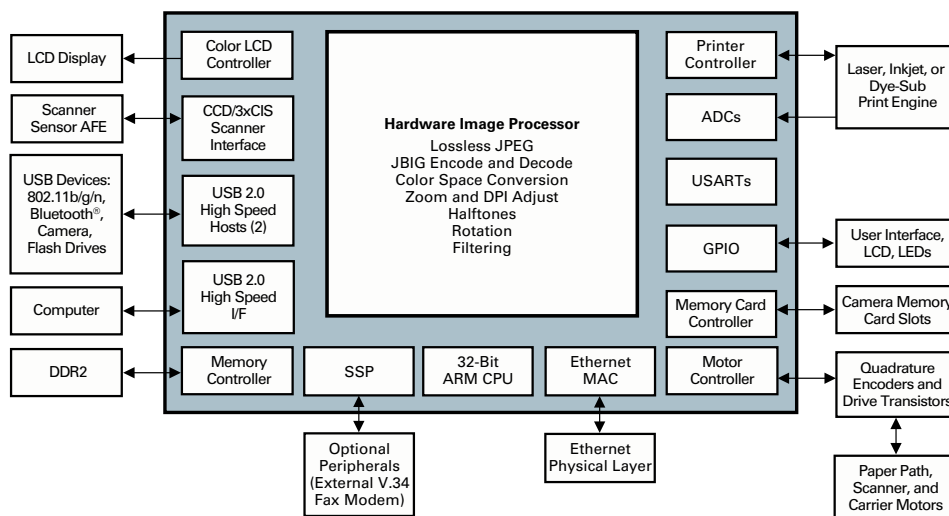 LCD Display
Scanner
Sensor AFE
USB Devices:
802.11b/g/n,
Bluetooth®,
Camera,
Flash Drives
Computer
DDR2
Color LCD
Controller
CCD/3xCIS
Scanner
Interface
USB 2.0
High Speed
Hosts (2)
USB 2.0
High Speed
I/F
Memory
Controller
Hardware Image Processor
Lossless JPEG
JBIG Encode and Decode
Color Space Conversion
Zoom and DPI Adjust
Halftones
Rotation
Filtering
SSP
32-Bit
ARM CPU
Ethernet
MAC
Printer
Controller
ADCs
USARTs
GPIO
Memory Card
Controller
Motor
Controller
Laser, Inkjet, or
Dye-Sub
Print Engine
User Interface,
LCD, LEDs
Camera Memory
Card Slots
Quadrature
Encoders and
Drive Transistors
Optional
Peripherals
(External V.34
Fax Modem)
Ethernet
Physical Layer
Paper Path,
Scanner, and
Carrier Motors